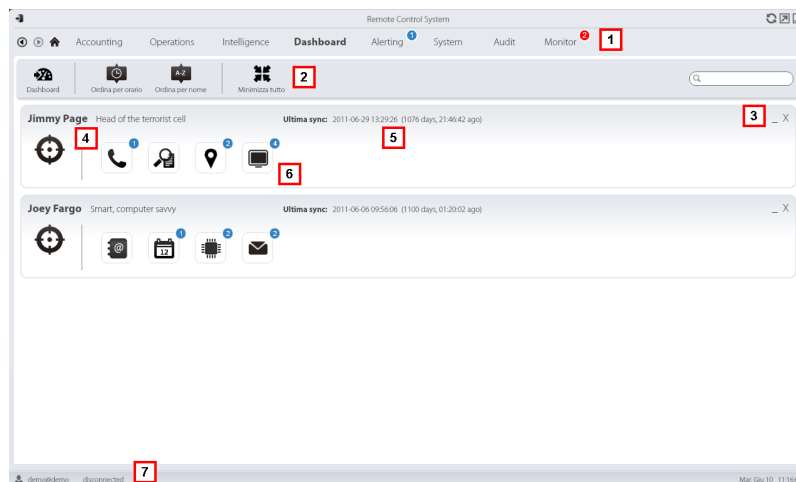 Remote Control System
Accounting Operations Intelligence Dashboard Alerting 1 System Audit Monitor 2 1
Dashboard Ordina per orario A-Z Ordina per nome Minimizza tutto 2
Jimmy Page Head of the terrorist cell Ultima sync: 2011-06-29 13:29:26 (1076 days, 21:46:42 ago) 3 _ X
4 5
1 2 4
6
Joey Fargo Smart, computer savvy Ultima sync: 2011-06-06 09:56:06 (1100 days, 01:20:02 ago) _ X
@ 12 1 2 2
demo@demo disconnected 7 Mar, Giu 10 11:16